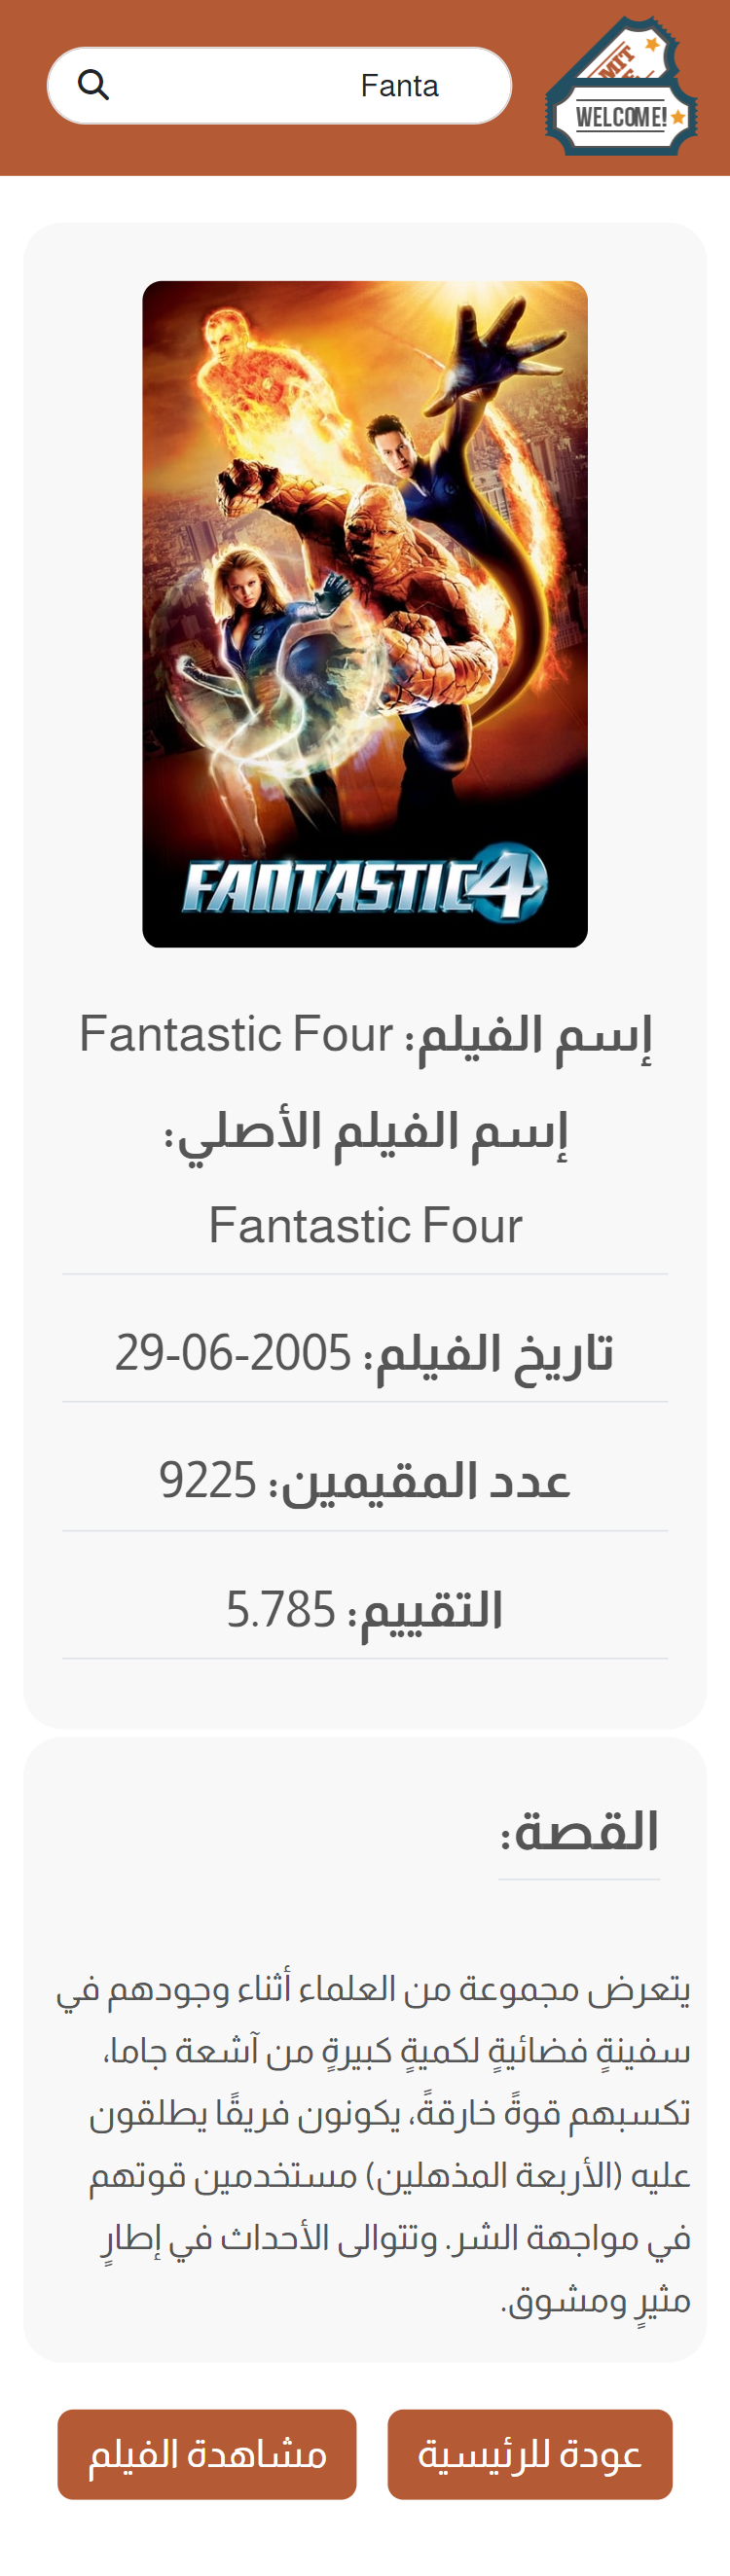 Fanta
MIT
WELCOME!
FANTASTIC 4
إسم الفيلم: Fantastic Four
إسم الفيلم الأصلي:
Fantastic Four
تاريخ الفيلم: 2005-06-29
عدد المقيمين: 9225
التقييم: 5.785
القصة:
يتعرض مجموعة من العلماء أثناء وجودهم في
سفينةٍ فضائيةٍ لكميةٍ كبيرةٍ من آشعة جاما،
تكسبهم قوةً خارقةً، يكونون فريقًا يطلقون
عليه (الأربعة المذهلين) مستخدمين قوتهم
في مواجهة الشر. وتتوالى الأحداث في إطارٍ
مثيرٍ ومشوق.
عودة للرئيسية
مشاهدة الفيلم